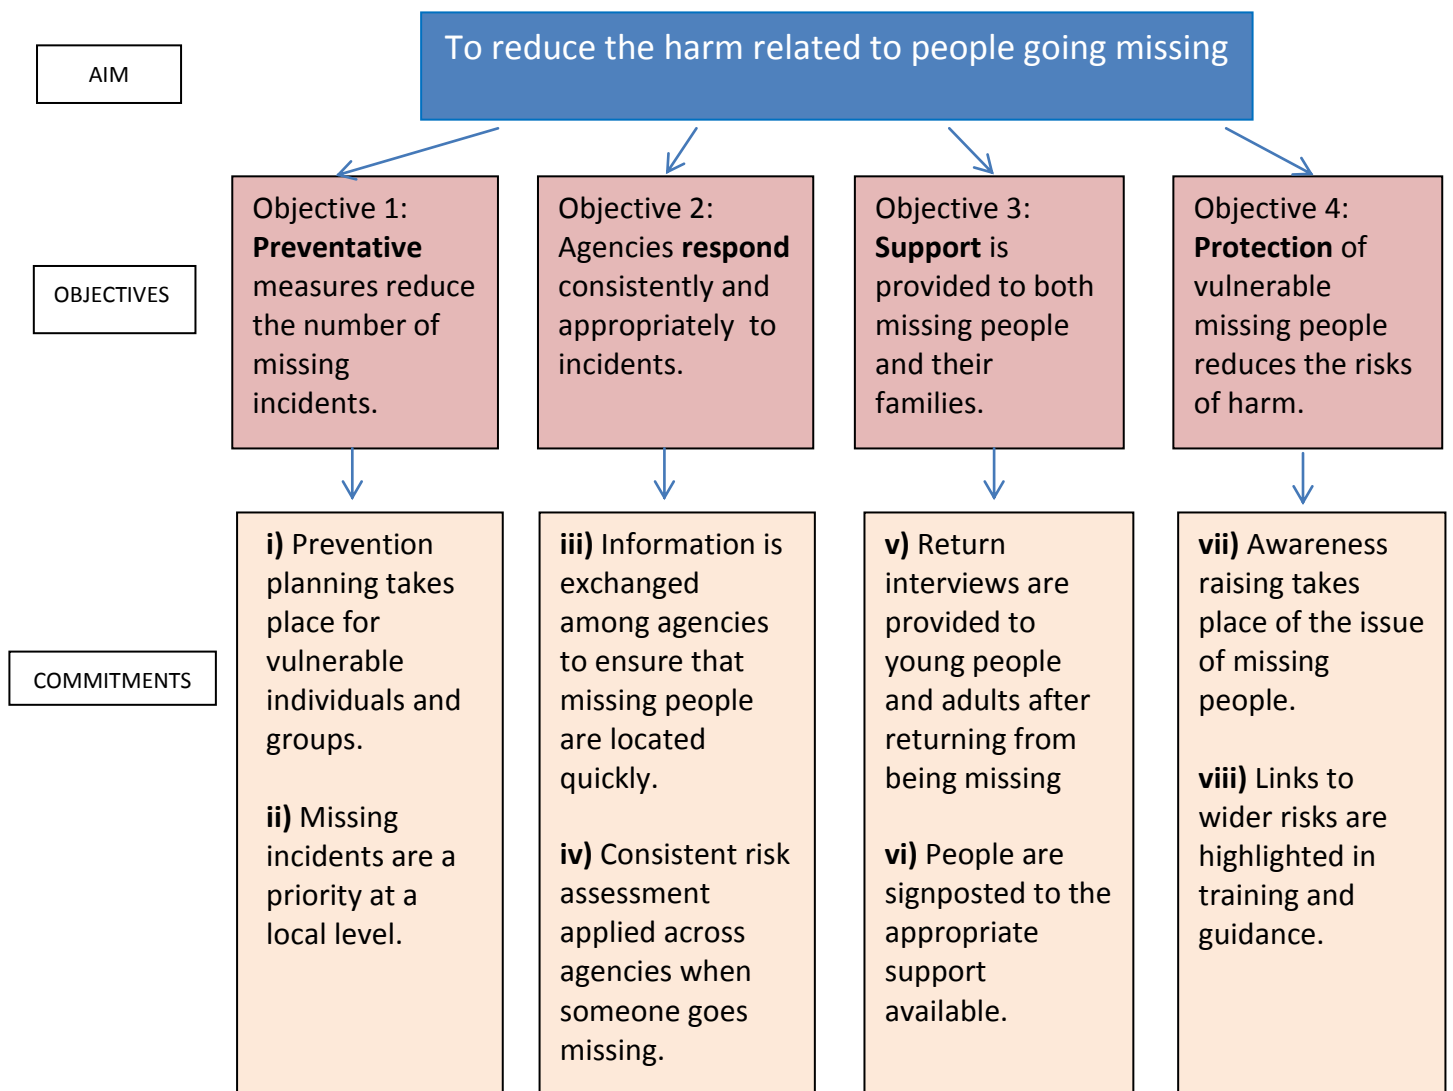 AIM
To reduce the harm related to people going missing
OBJECTIVES
Objective 1:
Preventative
measures reduce
the number of
missing
incidents.
Objective 2:
Agencies respond
consistently and
appropriately to
incidents.
Objective 3:
Support is
provided to both
missing people
and their
families.
Objective 4:
Protection of
vulnerable
missing people
reduces the risks
of harm.
COMMITMENTS
i) Prevention
planning takes
place for
vulnerable
individuals and
groups.
ii) Missing
incidents are a
priority at a
local level.
iii) Information is
exchanged
among agencies
to ensure that
missing people
are located
quickly.
iv) Consistent risk
assessment
applied across
agencies when
someone goes
missing.
v) Return
interviews are
provided to
young people
and adults after
returning from
being missing
vi) People are
signposted to the
appropriate
support
available.
vii) Awareness
raising takes
place of the issue
of missing
people.
viii) Links to
wider risks are
highlighted in
training and
guidance.